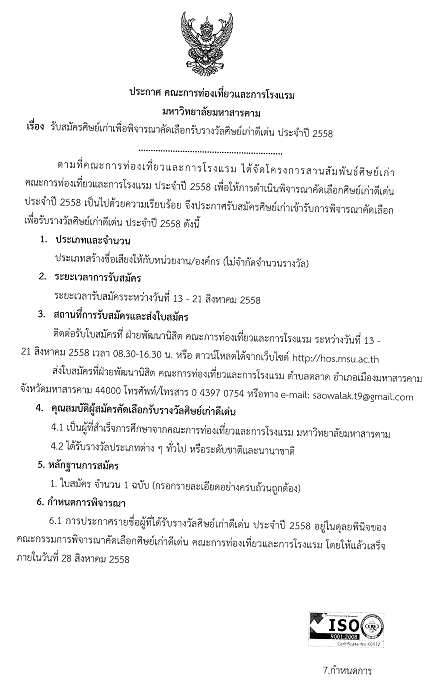 ประกาศ คณะการท่องเที่ยวและการโรงแรม
มหาวิทยาลัยมหาสารคาม
เรื่อง รับสมัครศิษย์เก่าเพื่อพิจารณาคัดเลือกรับรางวัลศิษย์เก่าดีเด่น ประจำปี 2558
ตามที่คณะการท่องเที่ยวและการโรงแรม ได้จัดโครงการสานสัมพันธ์ศิษย์เก่า
คณะการท่องเที่ยวและการโรงแรม ประจำปี 2558 เพื่อให้การดำเนินพิจารณาคัดเลือกศิษย์เก่าดีเด่น
ประจำปี 2558 เป็นไปด้วยความเรียบร้อย จึงประกาศรับสมัครศิษย์เก่าเข้ารับการพิจารณาคัดเลือก
เพื่อรับรางวัลศิษย์เก่าดีเด่น ประจำปี 2558 ดังนี้
1. ประเภทและจำนวน
ประเภทสร้างชื่อเสียงให้กับหน่วยงาน/องค์กร (ไม่จำกัดจำนวนรางวัล)
2. ระยะเวลาการรับสมัคร
ระยะเวลารับสมัครระหว่างวันที่ 13 - 21 สิงหาคม 2558
3. สถานที่การรับสมัครและส่งใบสมัคร
ติดต่อรับใบสมัครที่ ฝ่ายพัฒนานิสิต คณะการท่องเที่ยวและการโรงแรม ระหว่างวันที่ 13 -
21 สิงหาคม 2558 เวลา 08.30-16.30 น. หรือ ดาวน์โหลดได้จากเว็บไซต์ http://hos.msu.ac.th
ส่งใบสมัครที่ฝ่ายพัฒนานิสิต คณะการท่องเที่ยวและการโรงแรม ตำบลตลาด อำเภอเมืองมหาสารคาม
จังหวัดมหาสารคาม 44000 โทรศัพท์/โทรสาร 0 4397 0754 หรือทาง e-mail: saowalak.t9@gmail.com
4. คุณสมบัติผู้สมัครคัดเลือกรับรางวัลศิษย์เก่าดีเด่น
4.1 เป็นผู้ที่สำเร็จการศึกษาจากคณะการท่องเที่ยวและการโรงแรม มหาวิทยาลัยมหาสารคาม
4.2 ได้รับรางวัลประเภทต่าง ๆ ทั่วไป หรือระดับชาติและนานาชาติ
5. หลักฐานการสมัคร
1. ใบสมัคร จำนวน 1 ฉบับ (กรอกรายละเอียดอย่างครบถ้วนถูกต้อง)
6. กำหนดการพิจารณา
6.1 การประกาศรายชื่อผู้ที่ได้รับรางวัลศิษย์เก่าดีเด่น ประจำปี 2558 อยู่ในดุลยพินิจของ
คณะกรรมการพิจารณาคัดเลือกศิษย์เก่าดีเด่น คณะการท่องเที่ยวและการโรงแรม โดยให้แล้วเสร็จ
ภายในวันที่ 28 สิงหาคม 2558
ISO
9001:2008
7.กำหนดการ